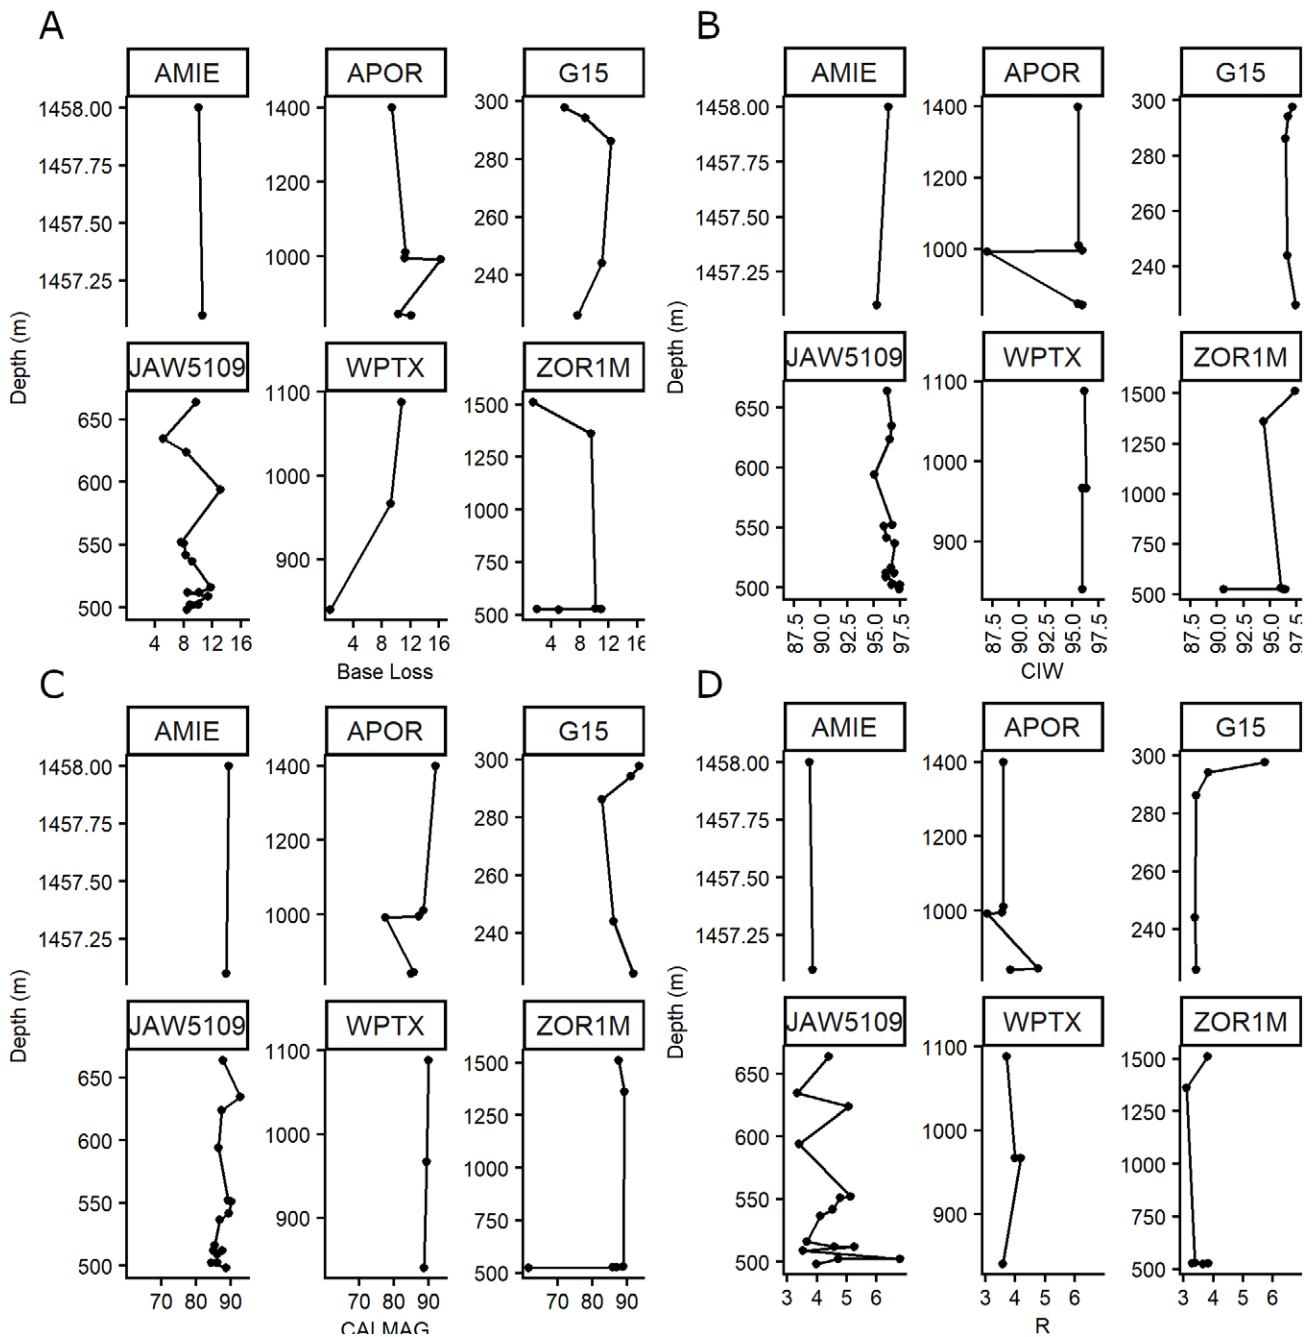 A
AMIE
APOR
G15
1458.00
1457.75
1457.50
1457.25
1400
1200
1000
300
280
260
240
Depth (m)
JAW5109
WPTX
ZOR1M
650
600
550
500
1100
1000
900
1500
1250
1000
750
500
4 8 12 16
4 8 12 16
4 8 12 16
Base Loss
B
AMIE
APOR
G15
1458.00
1457.75
1457.50
1457.25
1400
1200
1000
300
280
260
240
Depth (m)
JAW5109
WPTX
ZOR1M
650
600
550
500
1100
1000
900
1500
1250
1000
750
500
87.5 90.0 92.5 95.0 97.5
87.5 90.0 92.5 95.0 97.5
87.5 90.0 92.5 95.0 97.5
CIW
C
AMIE
APOR
G15
1458.00
1457.75
1457.50
1457.25
1400
1200
1000
300
280
260
240
Depth (m)
JAW5109
WPTX
ZOR1M
650
600
550
500
1100
1000
900
1500
1250
1000
750
500
70 80 90
70 80 90
70 80 90
CALMAG
D
AMIE
APOR
G15
1458.00
1457.75
1457.50
1457.25
1400
1200
1000
300
280
260
240
Depth (m)
JAW5109
WPTX
ZOR1M
650
600
550
500
1100
1000
900
1500
1250
1000
750
500
3 4 5 6
3 4 5 6
3 4 5 6
R